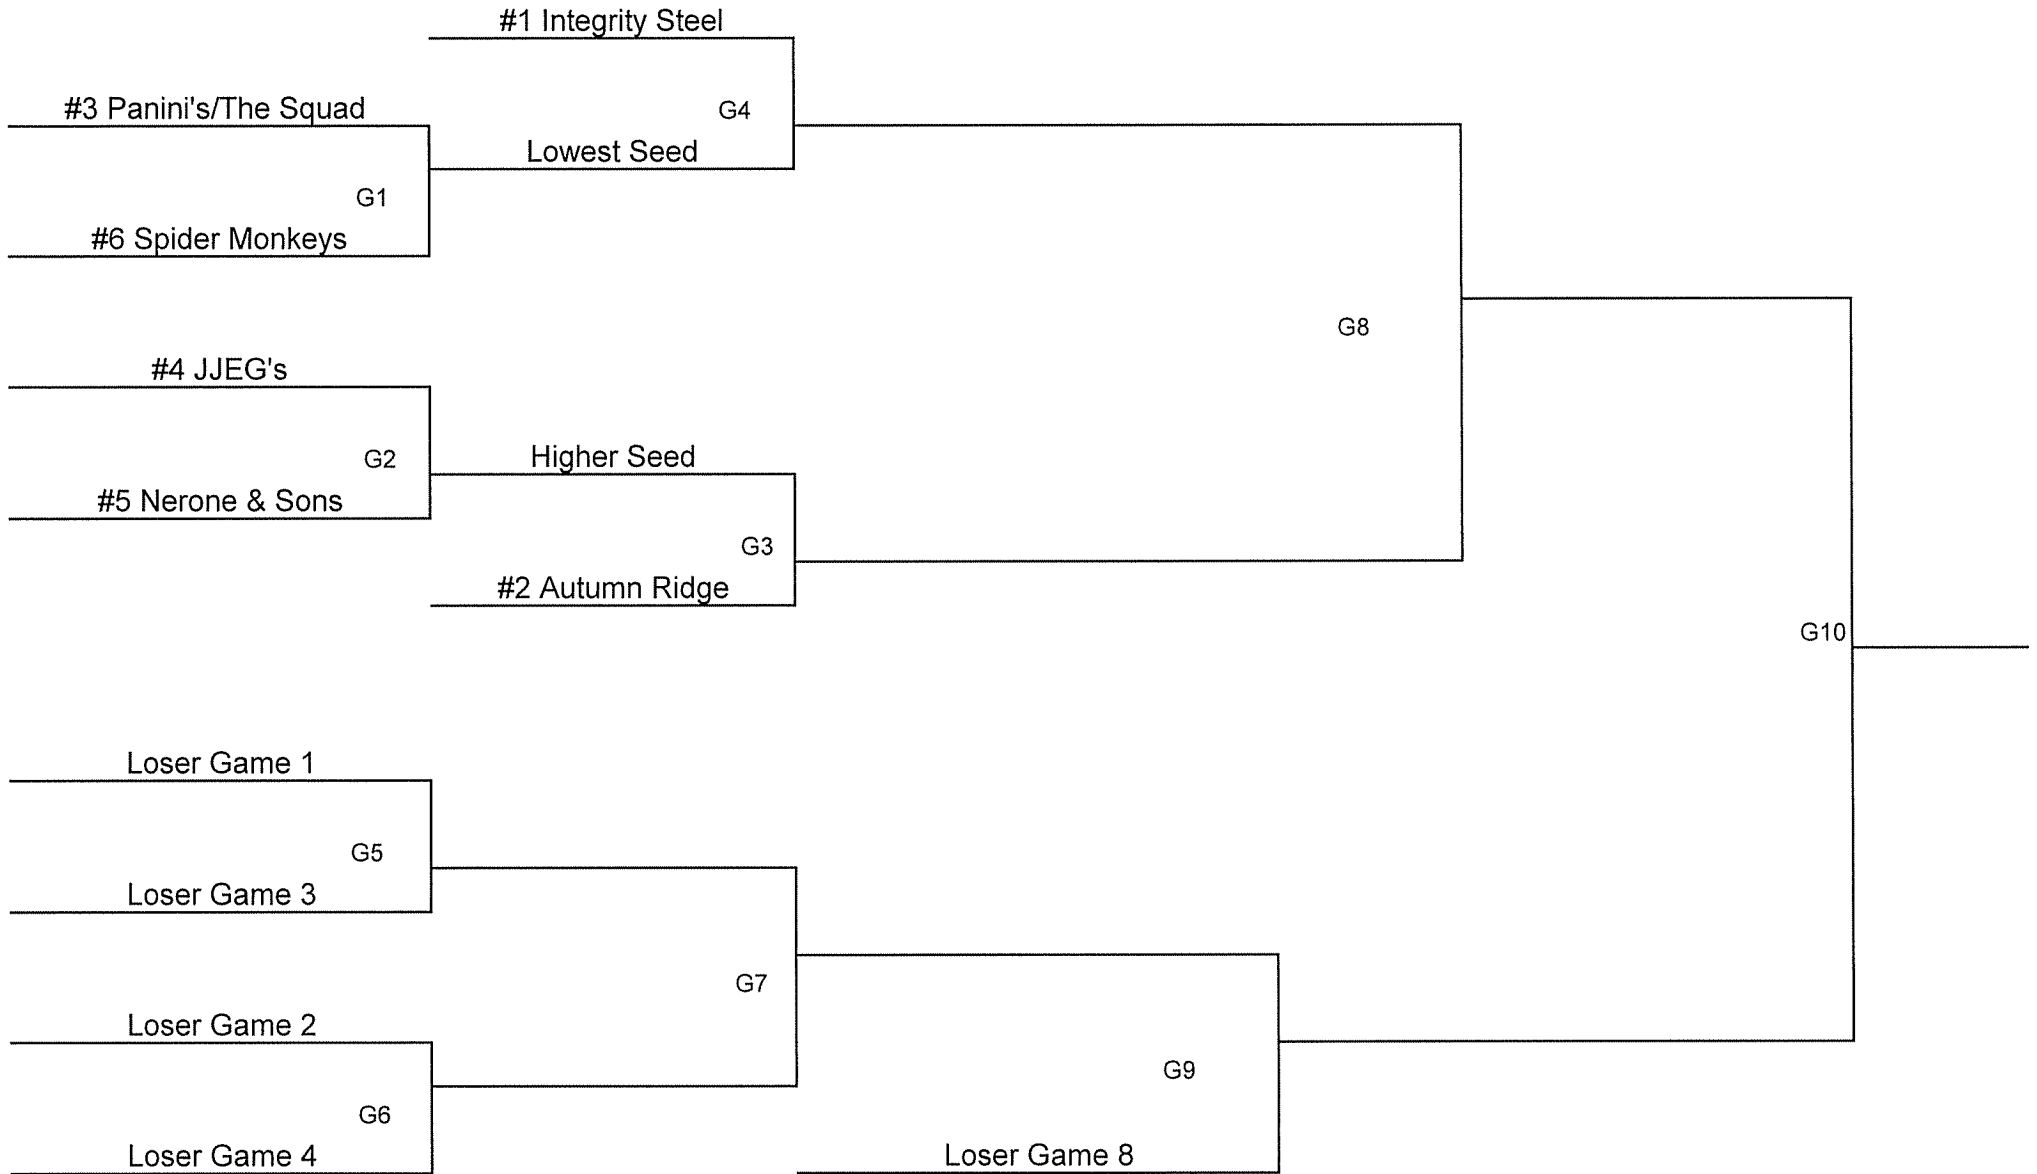 #1 Integrity Steel
#3 Panini's/The Squad
G4
Lowest Seed
G1
#6 Spider Monkeys
G8
#4 JJEG's
Higher Seed
G2
#5 Nerone & Sons
G3
#2 Autumn Ridge
G10
Loser Game 1
G5
Loser Game 3
G7
Loser Game 2
G9
G6
Loser Game 4
Loser Game 8